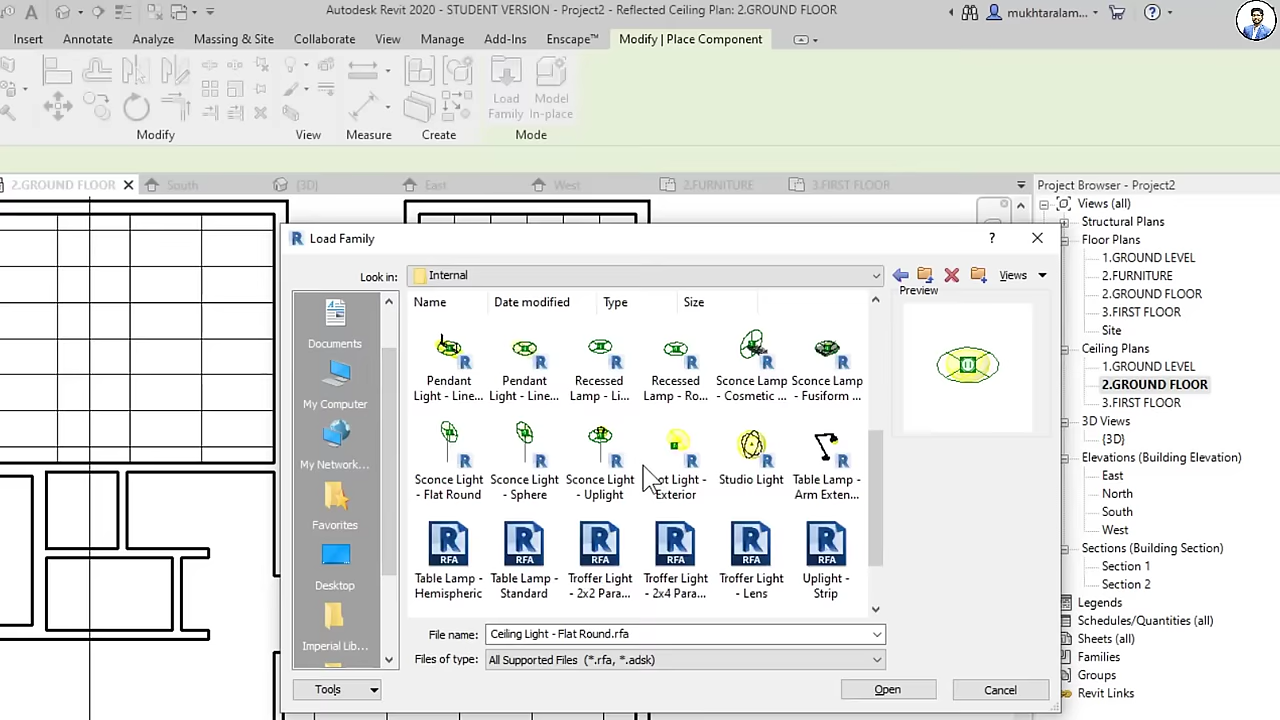 Autodesk Revit 2020 - STUDENT VERSION - Project2 - Reflected Ceiling Plan: 2.GROUND FLOOR
mukhtaralam...
Insert Annotate Analyze Massing & Site Collaborate View Manage Add-Ins Enscape™ Modify | Place Component
Load Family
Model In-place
Modify View Measure Create Mode
2.GROUND FLOOR South {3D} East West 2.FURNITURE 3.FIRST FLOOR
Project Browser - Project2
Views (all)
Structural Plans
Floor Plans
1.GROUND LEVEL
2.FURNITURE
2.GROUND FLOOR
3.FIRST FLOOR
Site
Ceiling Plans
1.GROUND LEVEL
2.GROUND FLOOR
3.FIRST FLOOR
3D Views
{3D}
Elevations (Building Elevation)
East
North
South
West
Sections (Building Section)
Section 1
Section 2
Legends
Schedules/Quantities (all)
Sheets (all)
Families
Groups
Revit Links
Load Family
Look in: Internal
Views
Preview
Documents
My Computer
My Network...
Favorites
Desktop
Imperial Lib...
Name Date modified Type Size
Pendant Light - Line...
Pendant Light - Line...
Recessed Lamp - Li...
Recessed Lamp - Ro...
Sconce Lamp - Cosmetic ...
Sconce Lamp - Fusiform ...
Sconce Light - Flat Round
Sconce Light - Sphere
Sconce Light - Uplight
ot Light - Exterior
Studio Light
Table Lamp - Arm Exten...
RFA RFA RFA RFA RFA RFA
Table Lamp - Hemispheric
Table Lamp - Standard
Troffer Light - 2x2 Para...
Troffer Light - 2x4 Para...
Troffer Light - Lens
Uplight - Strip
File name: Ceiling Light - Flat Round.rfa
Files of type: All Supported Files (*.rfa, *.adsk)
Tools Open Cancel